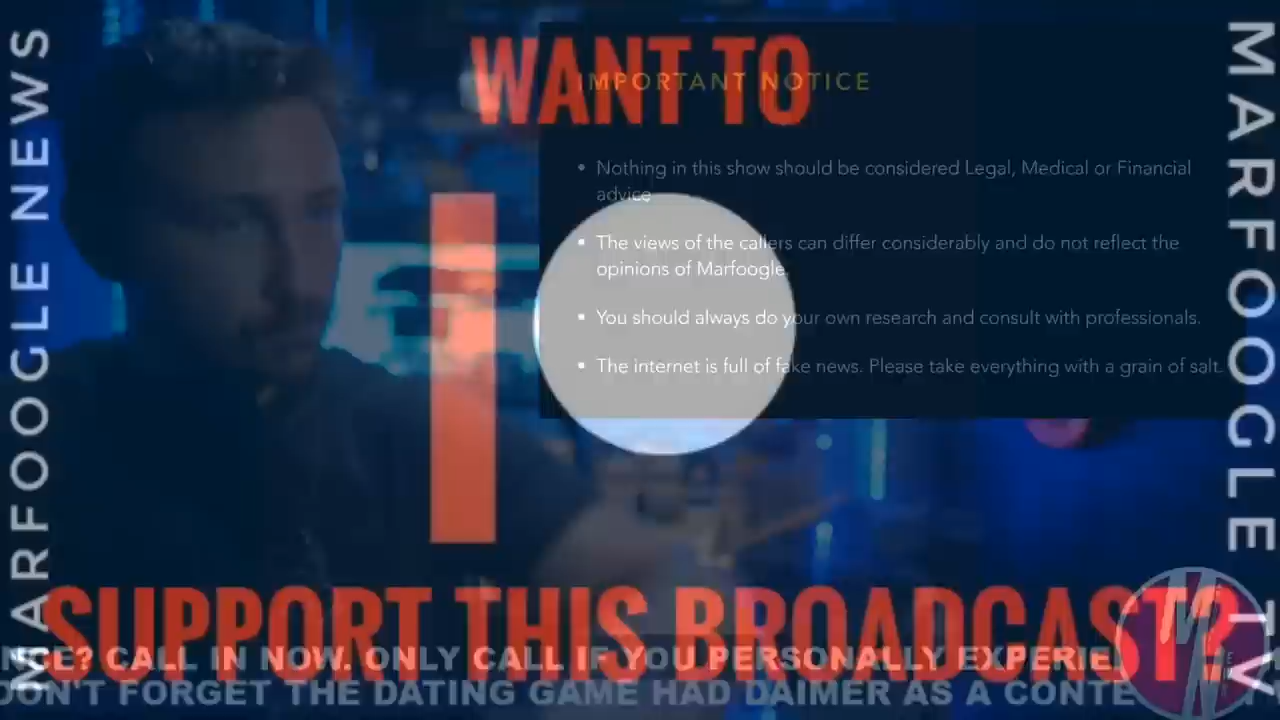 WANT TO
IMPORTANT NOTICE
• Nothing in this show should be considered Legal, Medical or Financial
advice
• The views of the callers can differ considerably and do not reflect the
opinions of Marfoogle.
• You should always do your own research and consult with professionals.
• The internet is full of fake news. Please take everything with a grain of salt.
SUPPORT THIS BROADCAST?
CALL IN NOW. ONLY CALL IF YOU PERSONALLY
DON'T FORGET THE DATING GAME HAD DAIMER AS A
MARFOOGLE NEWS
MARFOOGLE TV